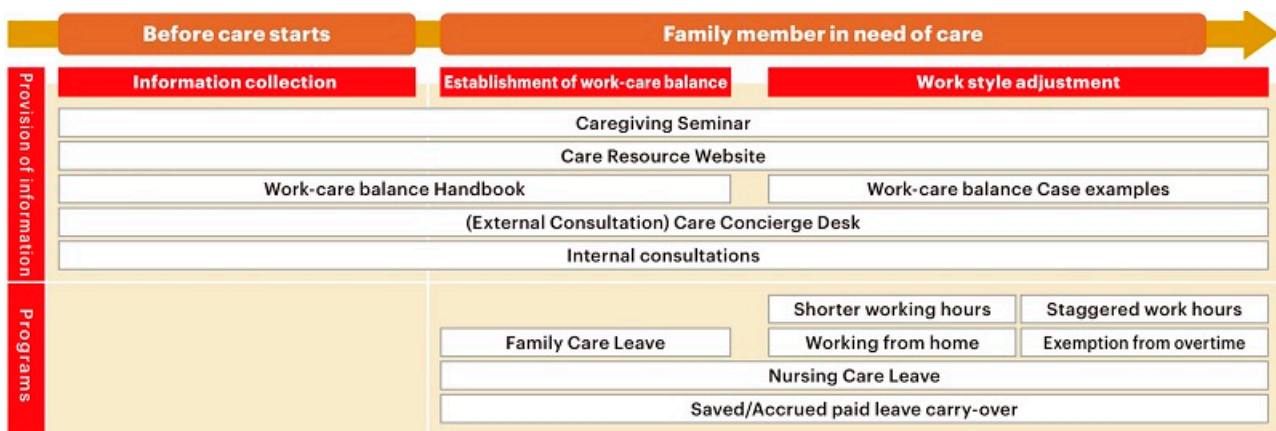 Before care starts
Family member in need of care
Information collection
Establishment of work-care balance
Work style adjustment
Provision of information
Caregiving Seminar
Care Resource Website
Work-care balance Handbook
Work-care balance Case examples
(External Consultation) Care Concierge Desk
Internal consultations
Programs
Shorter working hours
Staggered work hours
Family Care Leave
Working from home
Exemption from overtime
Nursing Care Leave
Saved/Accrued paid leave carry-over